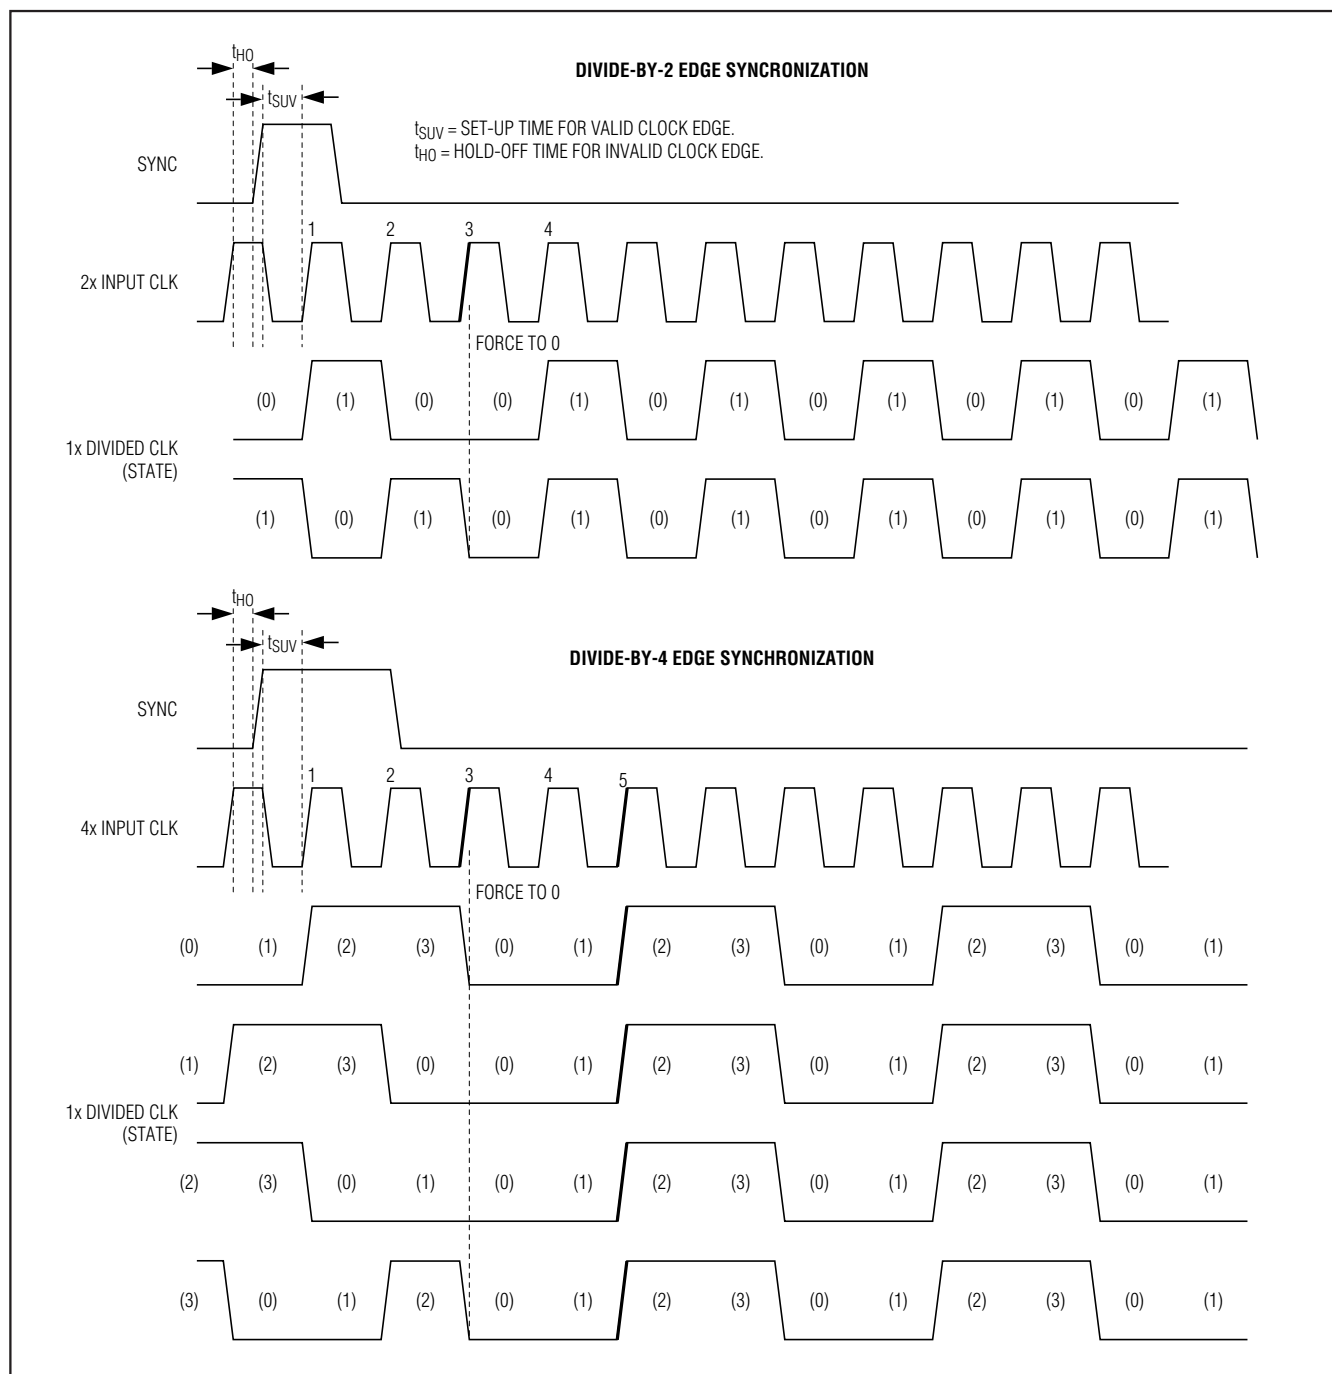 tHO
DIVIDE-BY-2 EDGE SYNCRONIZATION
tSUV
tSUV = SET-UP TIME FOR VALID CLOCK EDGE.
tHO = HOLD-OFF TIME FOR INVALID CLOCK EDGE.
SYNC
1 2 3 4
2x INPUT CLK
FORCE TO 0
(0) (1) (0) (0) (1) (0) (1) (0) (1) (0) (1) (0) (1)
1x DIVIDED CLK
(STATE)
(1) (0) (1) (0) (1) (0) (1) (0) (1) (0) (1) (0) (1)
tHO
tSUV
DIVIDE-BY-4 EDGE SYNCHRONIZATION
SYNC
1 2 3 4 5
4x INPUT CLK
FORCE TO 0
(0) (1) (2) (3) (0) (1) (2) (3) (0) (1) (2) (3) (0) (1)
(1) (2) (3) (0) (0) (1) (2) (3) (0) (1) (2) (3) (0) (1)
1x DIVIDED CLK
(STATE)
(2) (3) (0) (1) (0) (1) (2) (3) (0) (1) (2) (3) (0) (1)
(3) (0) (1) (2) (0) (1) (2) (3) (0) (1) (2) (3) (0) (1)